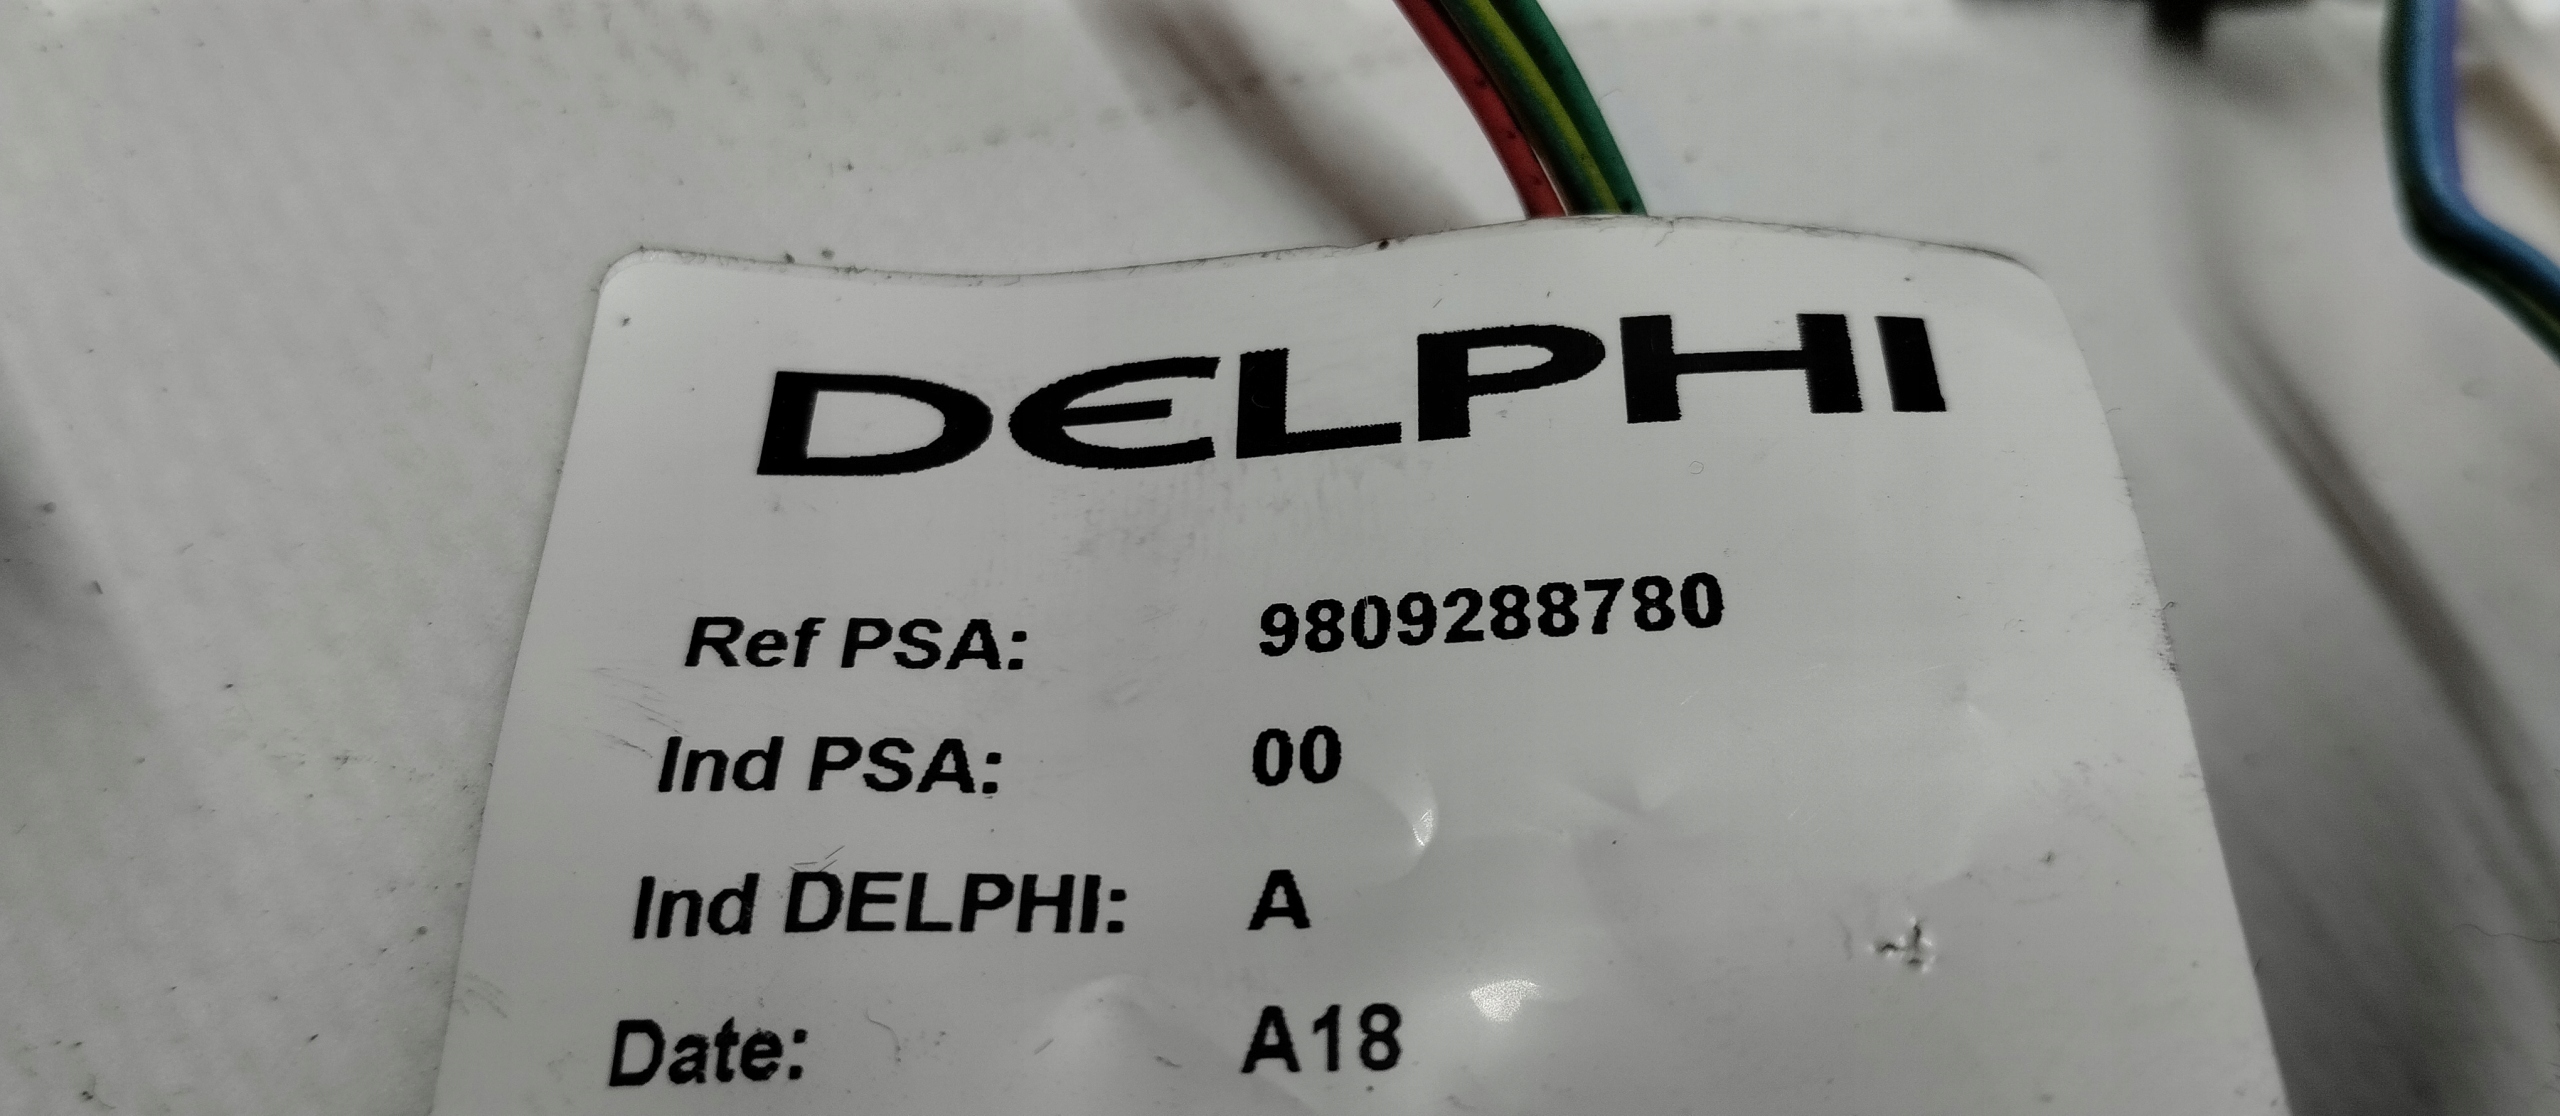 DELPHI
Ref PSA: 9809288780
Ind PSA: 00
Ind DELPHI: A
Date: A18